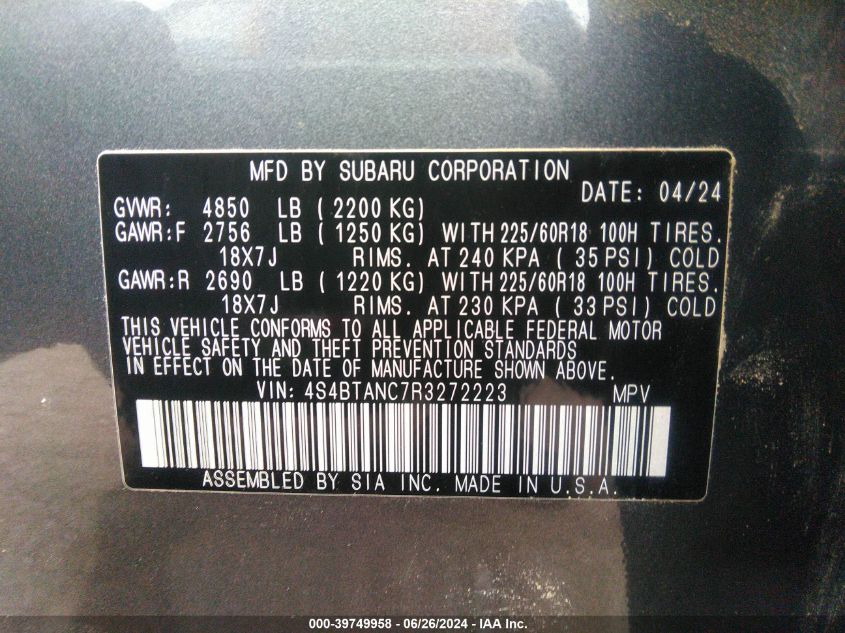 MFD BY SUBARU CORPORATION
DATE: 04/24
GVWR: 4850 LB ( 2200 KG)
GAWR:F 2756 LB ( 1250 KG) WITH 225/60R18 100H TIRES.
18X7J RIMS. AT 240 KPA ( 35 PSI) COLD
GAWR:R 2690 LB ( 1220 KG) WITH 225/60R18 100H TIRES.
18X7J RIMS. AT 230 KPA ( 33 PSI) COLD
THIS VEHICLE CONFORMS TO ALL APPLICABLE FEDERAL MOTOR
VEHICLE SAFETY AND THEFT PREVENTION STANDARDS
IN EFFECT ON THE DATE OF MANUFACTURE SHOWN ABOVE.
VIN: 4S4BTANC7R3272223 MPV
ASSEMBLED BY SIA INC. MADE IN U.S.A.
000-39749958 - 06/26/2024 - IAA Inc.